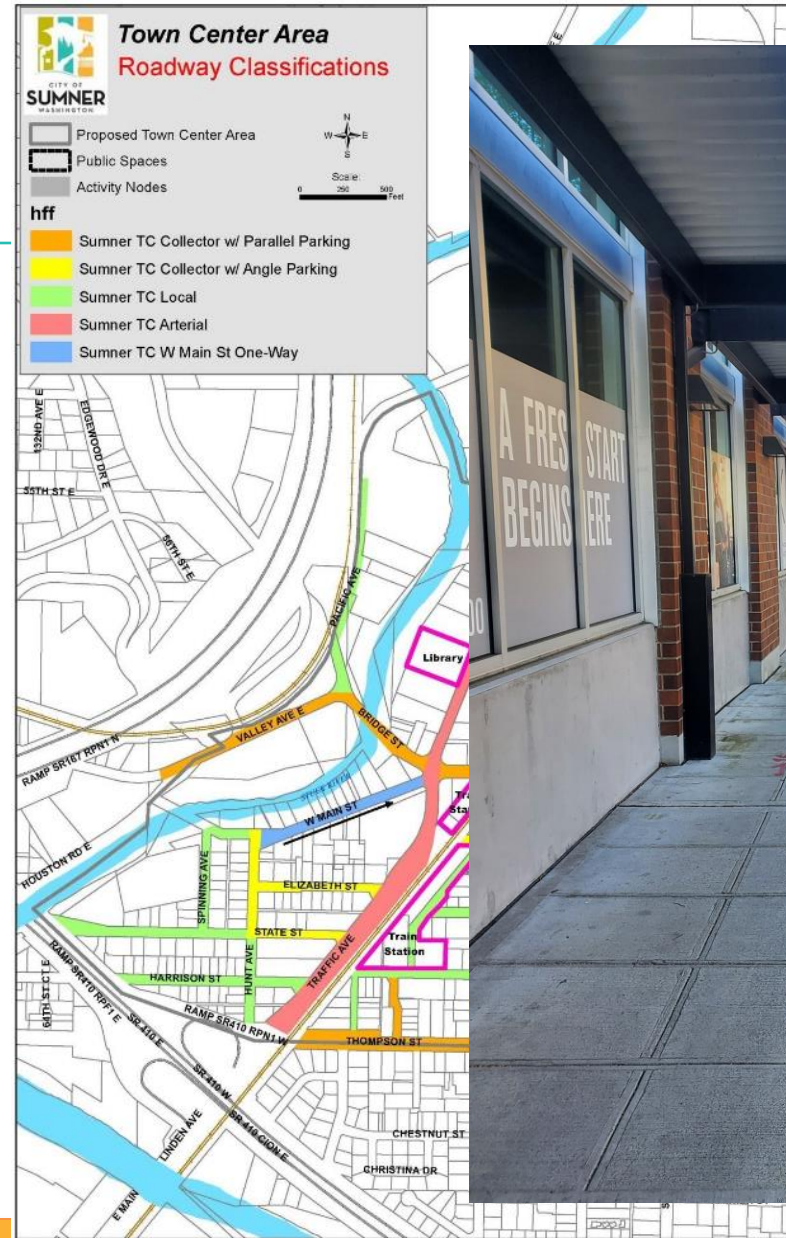 Town Center Area
Roadway Classifications
CITY OF
SUMNER
WASHINGTON
Proposed Town Center Area
Public Spaces
Activity Nodes
N
W E
S
Scale:
0 250 500
Feet
hff
Sumner TC Collector w/ Parallel Parking
Sumner TC Collector w/ Angle Parking
Sumner TC Local
Sumner TC Arterial
Sumner TC W Main St One-Way
132ND AVE E
EDGEWOOD DR E
55TH ST E
56TH ST E
PACIFIC AVE
Library
VALLEY AVE E
BRIDGE ST
RAMP SR167 RPN1 N
W MAIN ST
Tra
Sta
HOUSTON RD E
SPINNING AVE
ELIZABETH ST
STATE ST
HUNT AVE
TRAFFIC AVE
Train
Station
HARRISON ST
64TH ST CT E
RAMP SR410 RPF1 E
RAMP SR410 RPN1 W
SR 410 E
SR 410 W
THOMPSON ST
SR 410 CION E
LINDEN AVE
E MAIN
CHESTNUT ST
CHRISTINA DR
A FRES START
BEGINS ERE
00